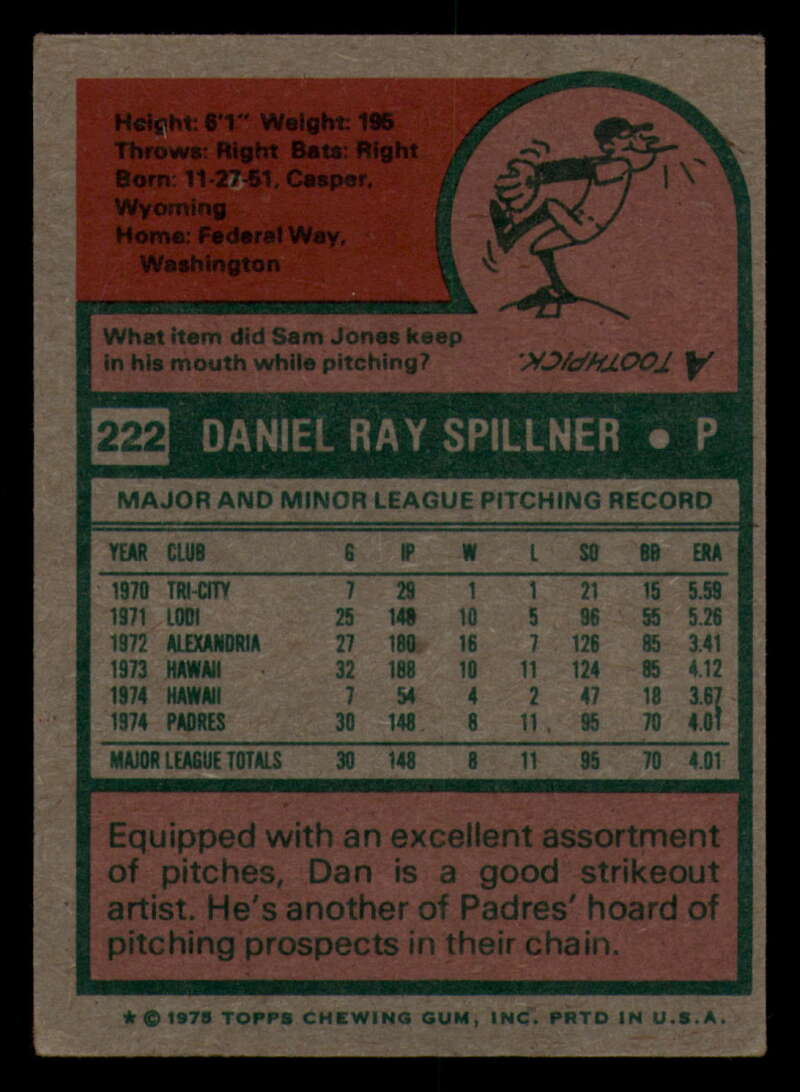 Height: 6'1" Weight: 195
Throws: Right Bats: Right
Born: 11-27-51, Casper,
Wyoming
Home: Federal Way,
Washington
What item did Sam Jones keep
in his mouth while pitching?
A TOOTHPICK.
222 DANIEL RAY SPILLNER • P
MAJOR AND MINOR LEAGUE PITCHING RECORD
YEAR CLUB G IP W L SO BB ERA
1970 TRI-CITY 7 29 1 1 21 15 5.59
1971 LODI 25 148 10 5 96 55 5.26
1972 ALEXANDRIA 27 180 16 7 126 85 3.41
1973 HAWAII 32 188 10 11 124 85 4.12
1974 HAWAII 7 54 4 2 47 18 3.67
1974 PADRES 30 148 8 11 95 70 4.01
MAJOR LEAGUE TOTALS 30 148 8 11 95 70 4.01
Equipped with an excellent assortment
of pitches, Dan is a good strikeout
artist. He's another of Padres' hoard of
pitching prospects in their chain.
* © 1975 TOPPS CHEWING GUM, INC. PRTD IN U.S.A.